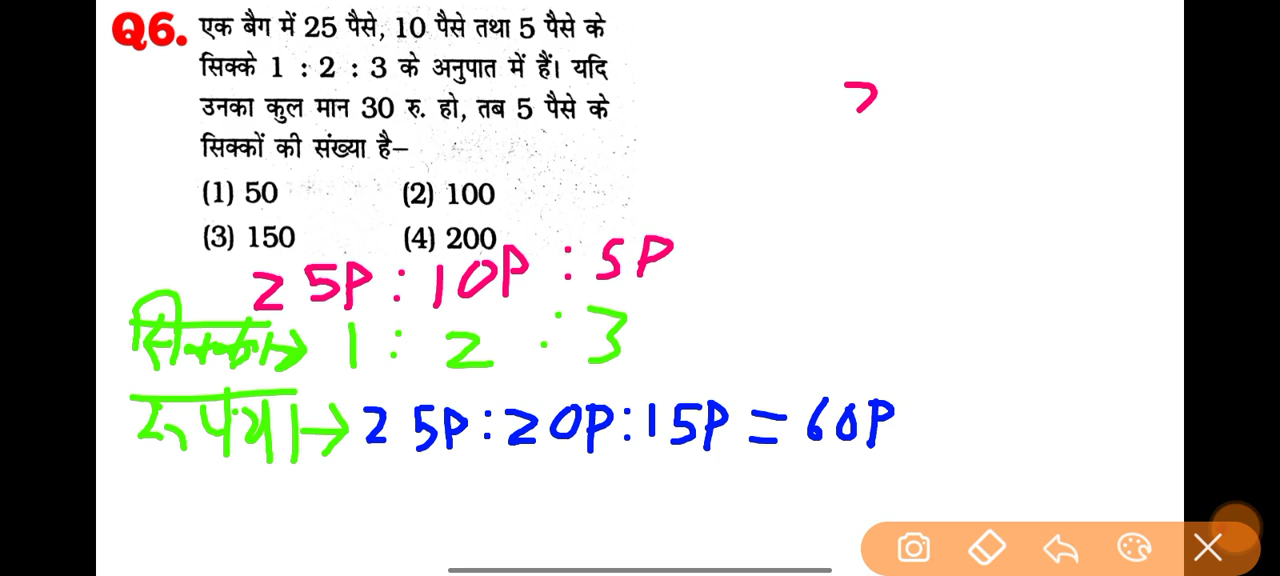 Q6. एक बैग में 25 पैसे, 10 पैसे तथा 5 पैसे के
सिक्के 1 : 2 : 3 के अनुपात में हैं। यदि
उनका कुल मान 30 रु. हो, तब 5 पैसे के
सिक्कों की संख्या है–
(1) 50 (2) 100
(3) 150 (4) 200
25P : 10P : 5P
सिक्का→ 1 : 2 : 3
रुपया→ 25P : 20P : 15P = 60P